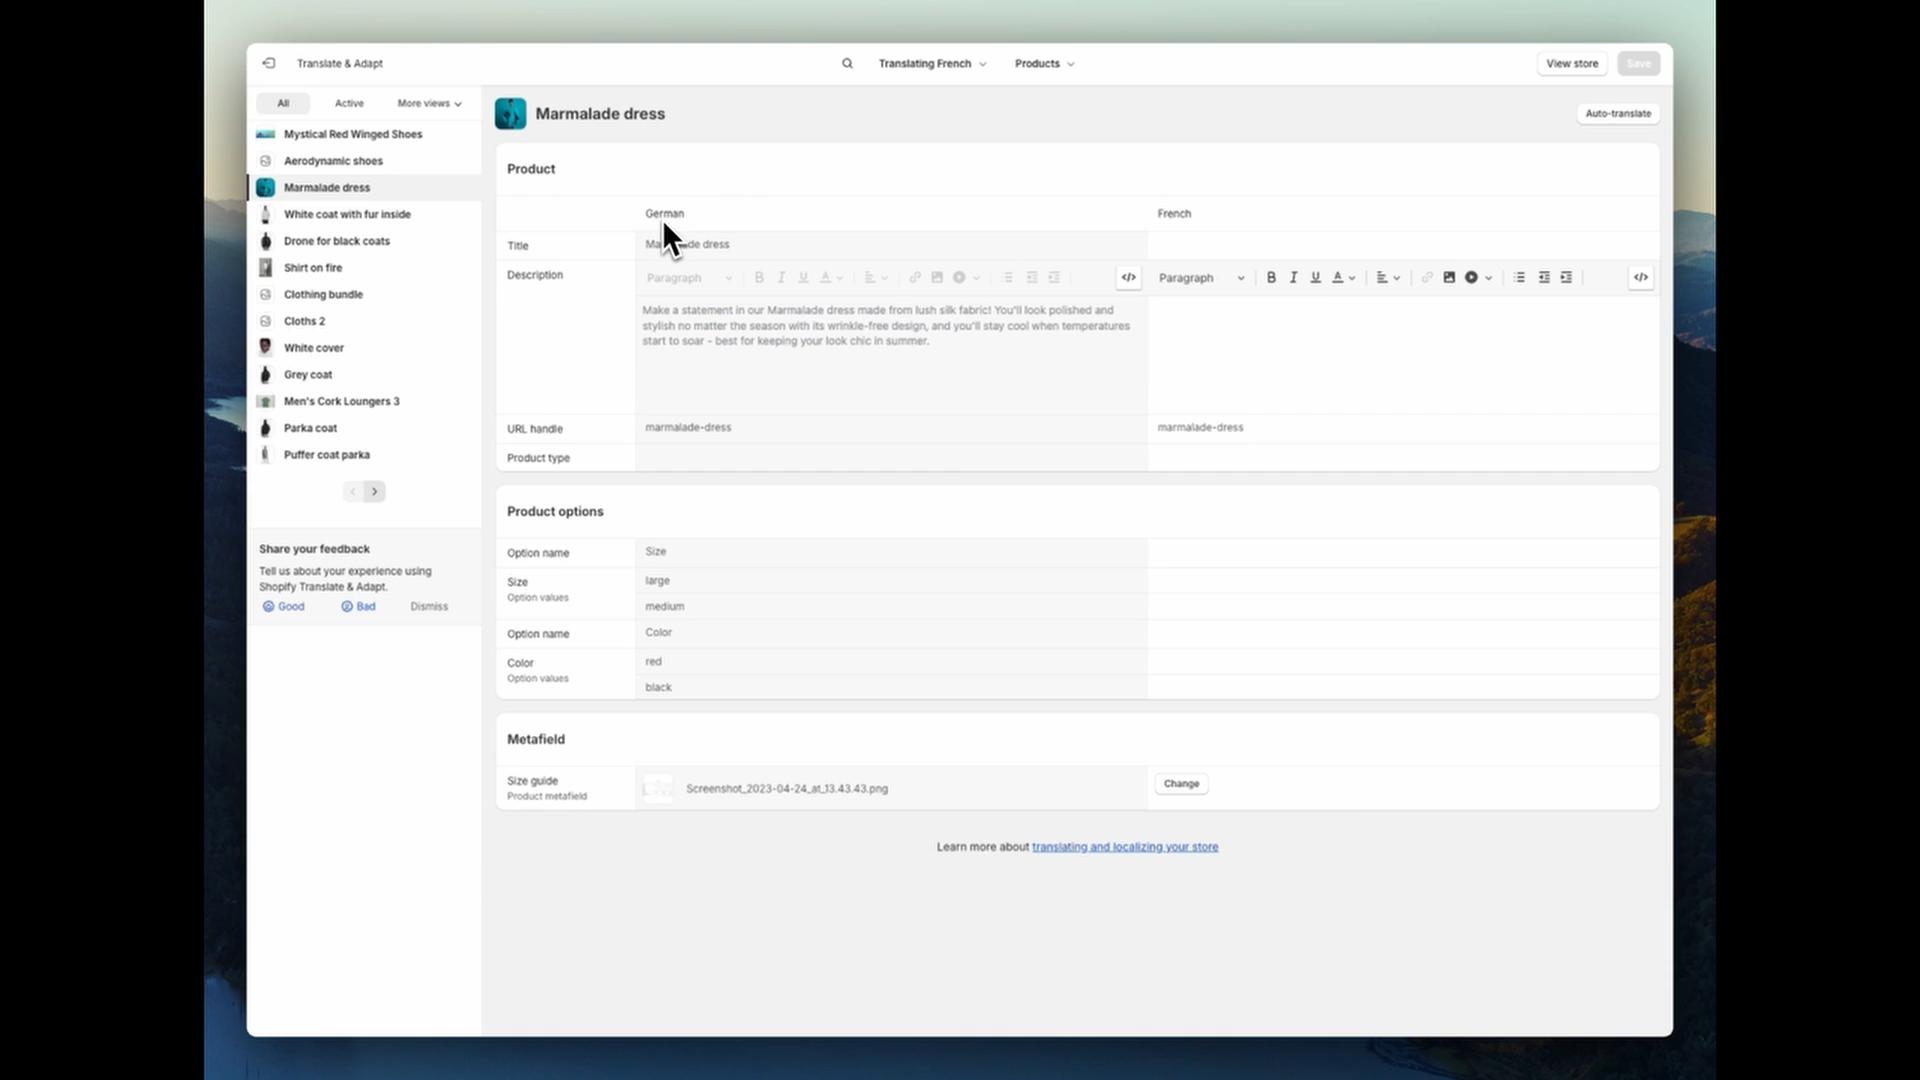 Translate & Adapt
Translating French
Products
View store
Save
All
Active
More views
Mystical Red Winged Shoes
Aerodynamic shoes
Marmalade dress
White coat with fur inside
Drone for black coats
Shirt on fire
Clothing bundle
Cloths 2
White cover
Grey coat
Men's Cork Loungers 3
Parka coat
Puffer coat parka
Share your feedback
Tell us about your experience using
Shopify Translate & Adapt.
Good
Bad
Dismiss
Marmalade dress
Auto-translate
Product
German
French
Title
dress
Description
Paragraph
B I U A
</>
Paragraph
B I U A
</>
Make a statement in our Marmalade dress made from lush silk fabric! You'll look polished and
stylish no matter the season with its wrinkle-free design, and you'll stay cool when temperatures
start to soar - best for keeping your look chic in summer.
URL handle
marmalade-dress
marmalade-dress
Product type
Product options
Option name
Size
Size
Option values
large
medium
Option name
Color
Color
Option values
red
black
Metafield
Size guide
Product metafield
Screenshot_2023-04-24_at_13.43.43.png
Change
Learn more about translating and localizing your store